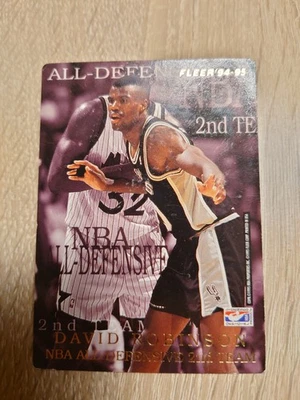 ALL-DEFEN
FLEER '94-95
2nd TE
32
NBA
LL-DEFENSIVE
2nd TEAM
DAVID ROBINSON
NBA ALL-DEFENSIVE 2nd TEAM